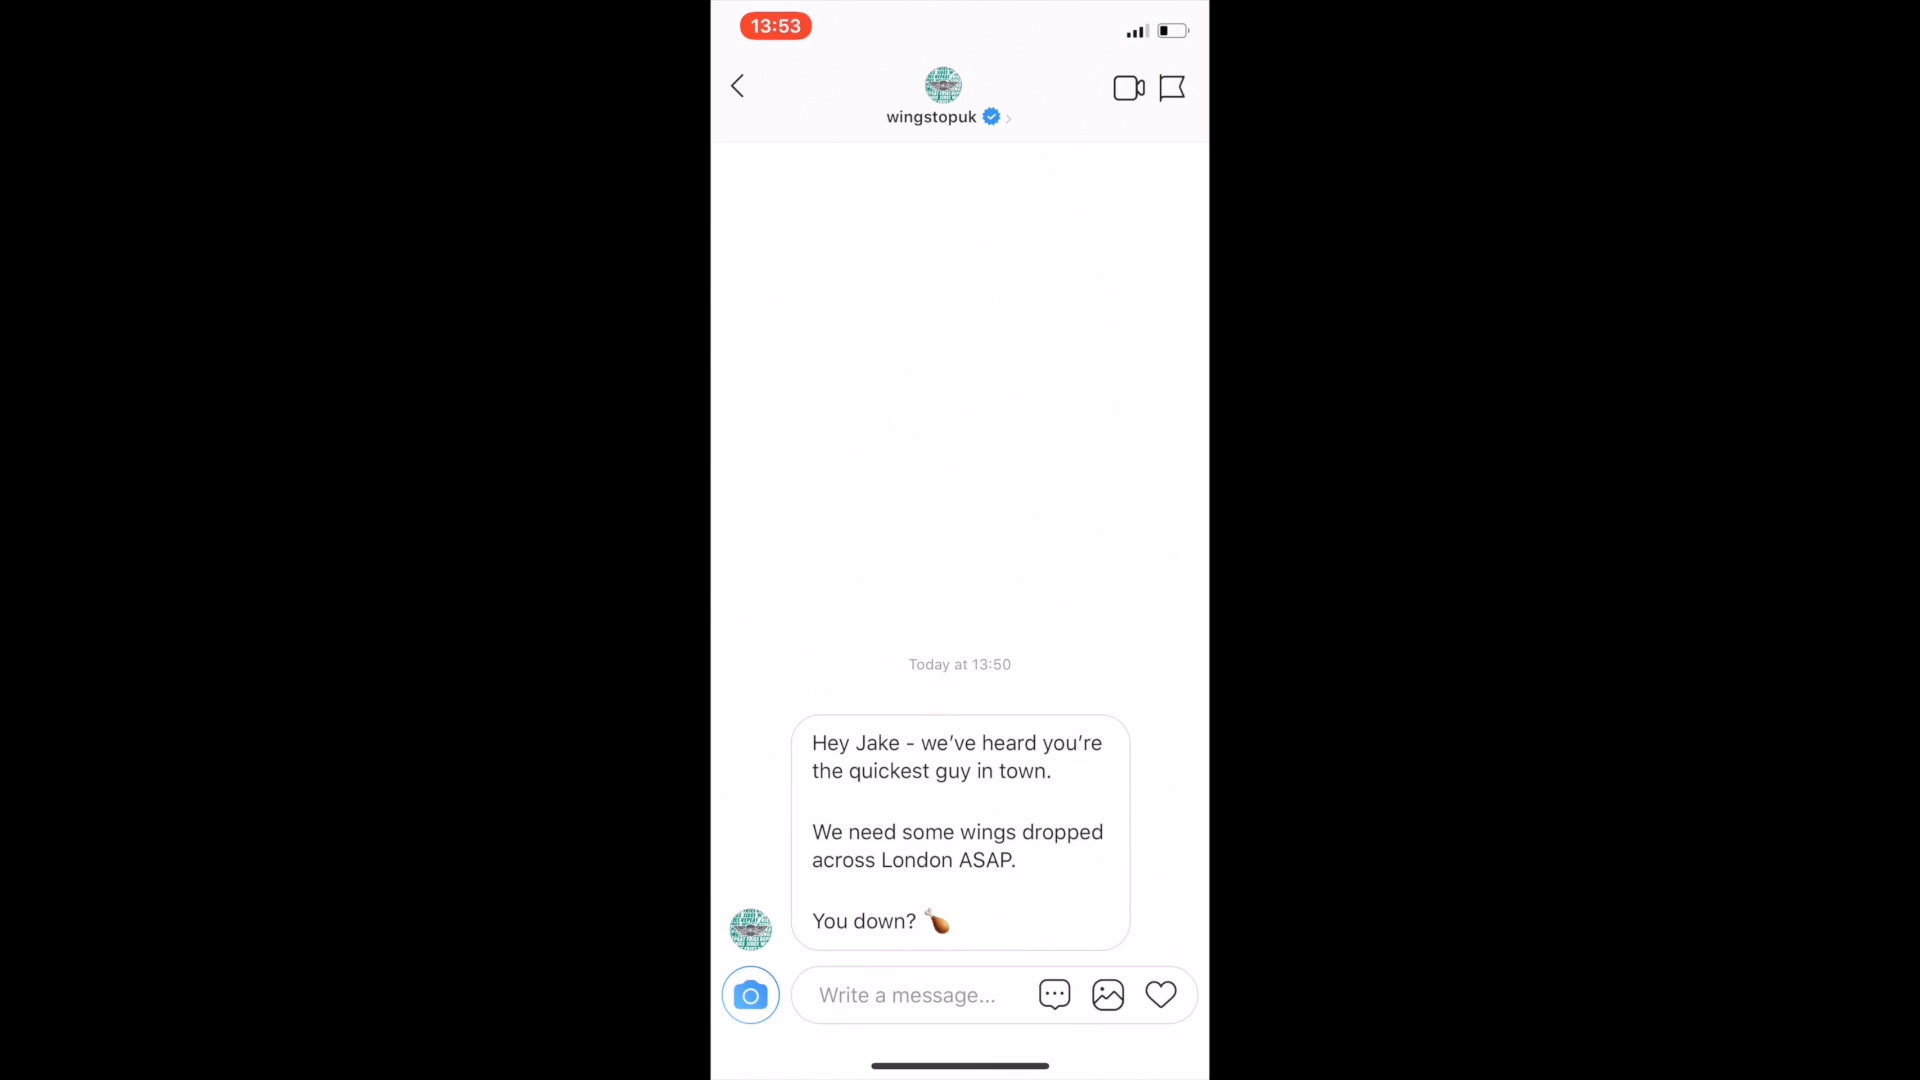 13:53
wingstopuk
Today at 13:50
Hey Jake - we’ve heard you’re
the quickest guy in town.
We need some wings dropped
across London ASAP.
You down? 🍗
Write a message...